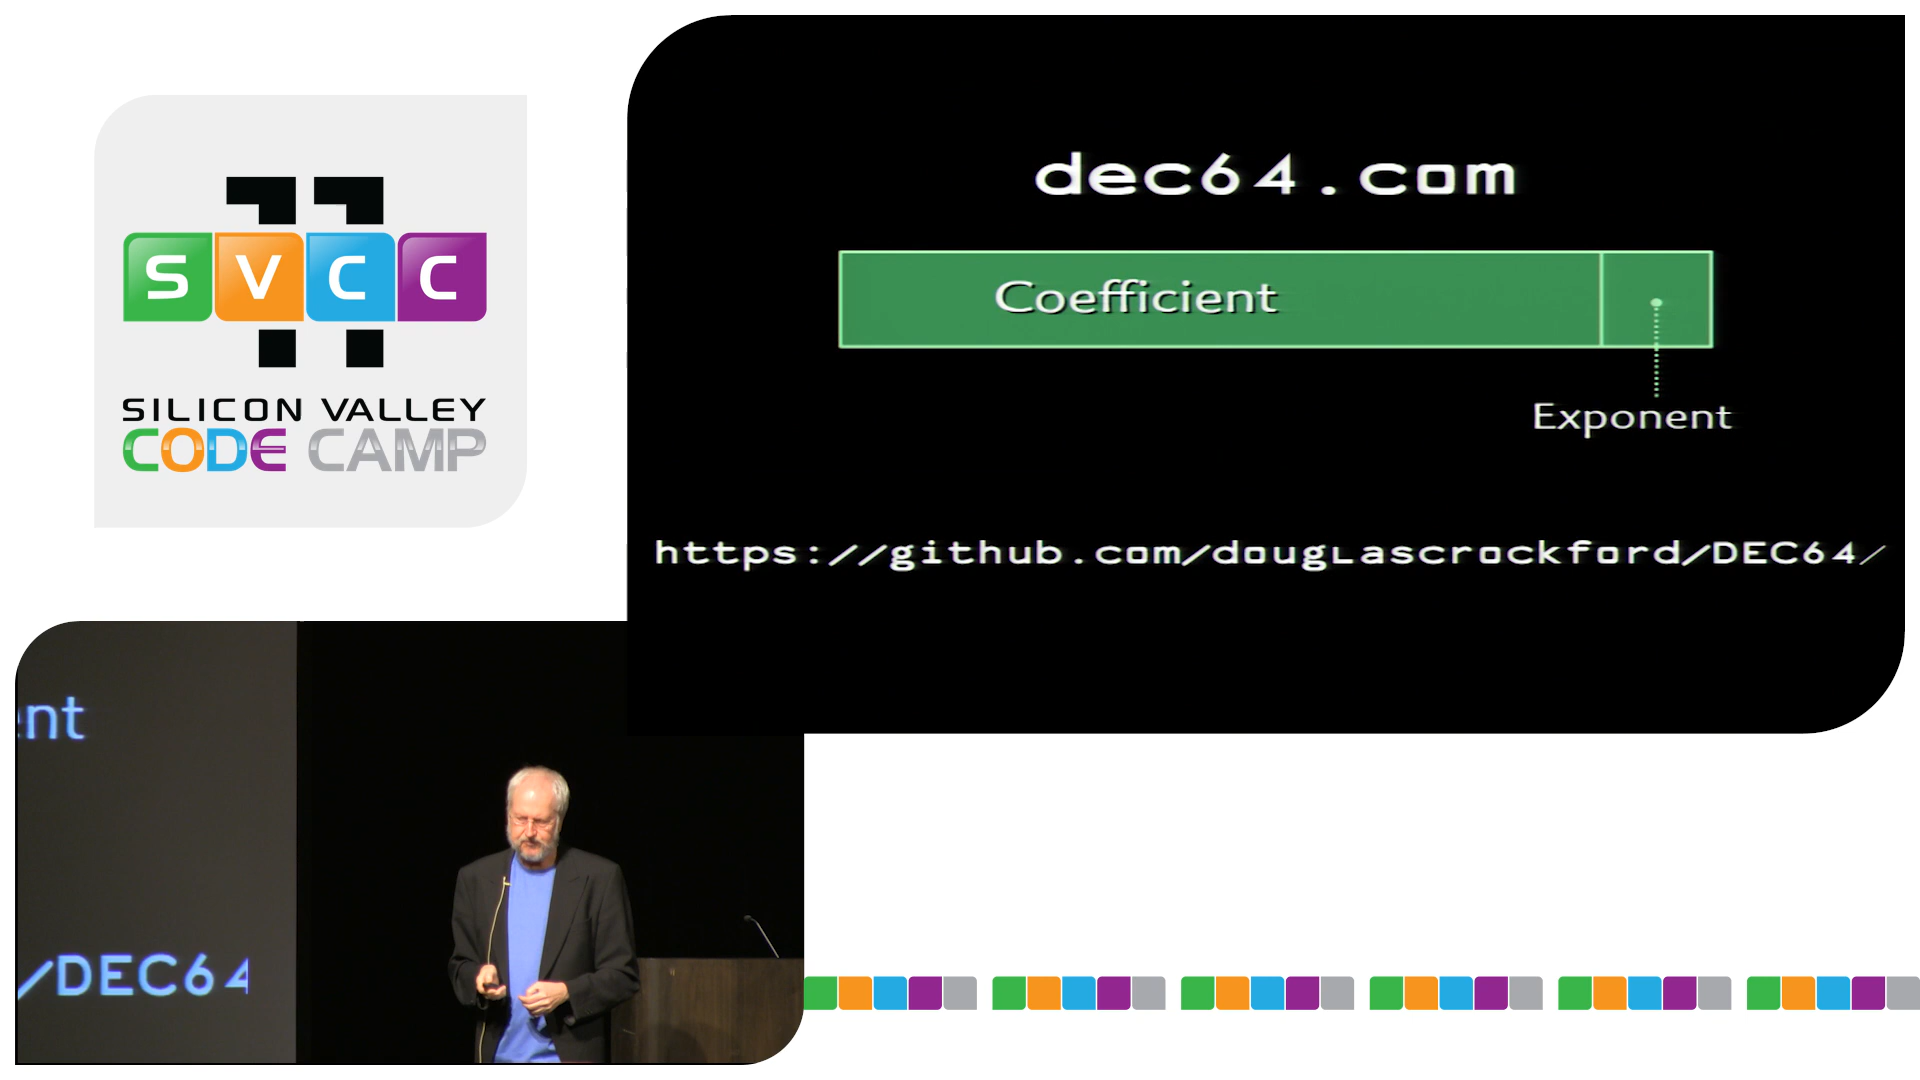 SVCC
SILICON VALLEY
CODE CAMP
dec64.com
Coefficient
Exponent
https://github.com/douglascrockford/DEC64/
nt
/DEC64